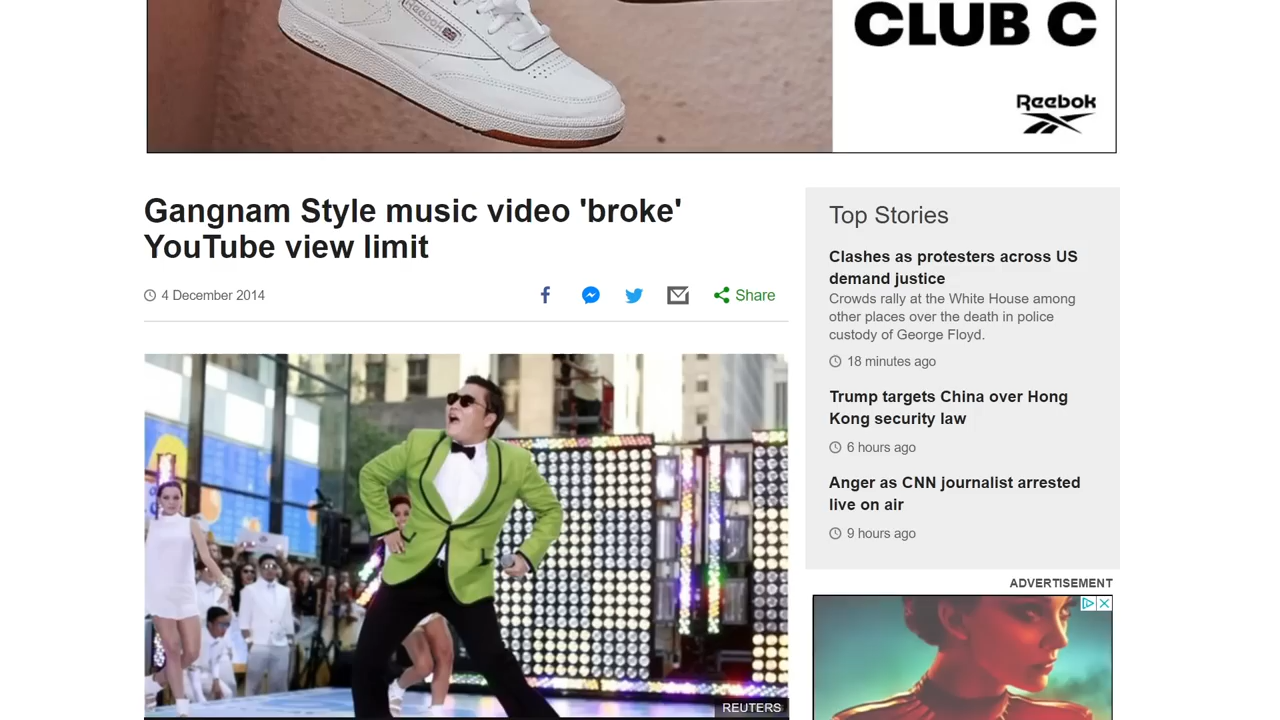 CLUB C
Reebok
Reebok
Gangnam Style music video 'broke'
YouTube view limit
4 December 2014
Share
REUTERS
Top Stories
Clashes as protesters across US
demand justice
Crowds rally at the White House among
other places over the death in police
custody of George Floyd.
18 minutes ago
Trump targets China over Hong
Kong security law
6 hours ago
Anger as CNN journalist arrested
live on air
9 hours ago
ADVERTISEMENT